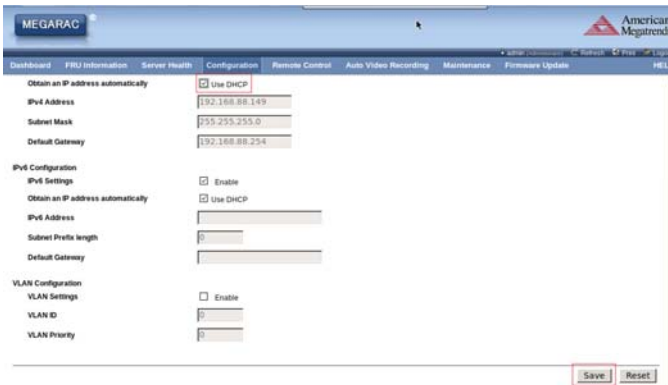 MEGARAC
American
Megatrends
Refresh Print
Dashboard FRU Information Server Health Configuration Remote Control Auto Video Recording Maintenance Firmware Update HEL
Obtain an IP address automatically Use DHCP
IPv4 Address 192.168.88.149
Subnet Mask 255.255.255.0
Default Gateway 192.168.88.254
IPv6 Configuration
IPv6 Settings Enable
Obtain an IP address automatically Use DHCP
IPv6 Address
Subnet Prefix length 0
Default Gateway
VLAN Configuration
VLAN Settings Enable
VLAN ID 0
VLAN Priority 0
Save Reset